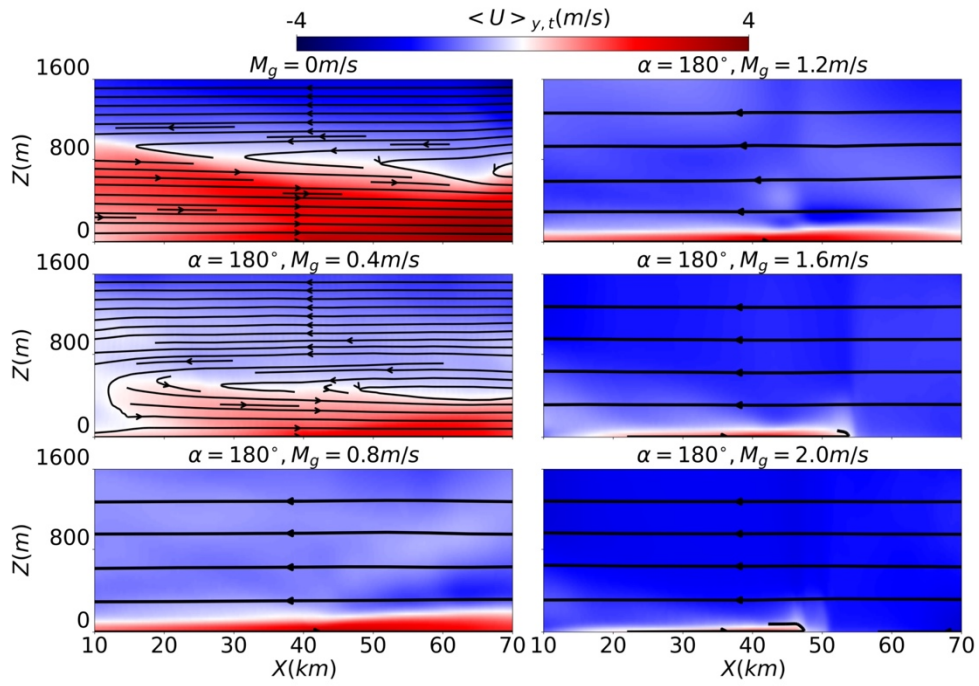 <U>y,t(m/s)
-4 4
Mg = 0m/s
α = 180°, Mg = 1.2m/s
1600
800
0
Z(m)
α = 180°, Mg = 0.4m/s
α = 180°, Mg = 1.6m/s
1600
800
0
Z(m)
α = 180°, Mg = 0.8m/s
α = 180°, Mg = 2.0m/s
1600
800
0
Z(m)
10 20 30 40 50 60 70
10 20 30 40 50 60 70
X(km)
X(km)